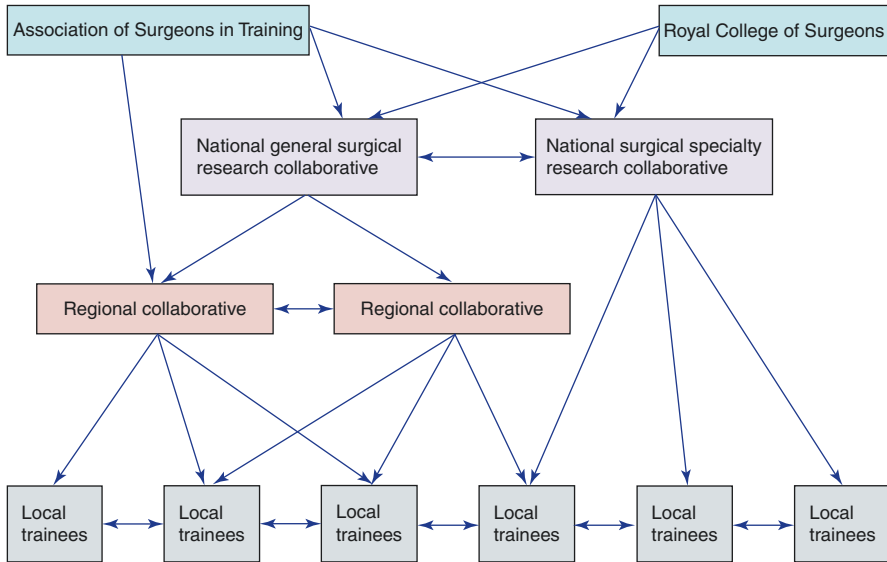 Association of Surgeons in Training
Royal College of Surgeons
National general surgical
research collaborative
National surgical specialty
research collaborative
Regional collaborative
Regional collaborative
Local
trainees
Local
trainees
Local
trainees
Local
trainees
Local
trainees
Local
trainees